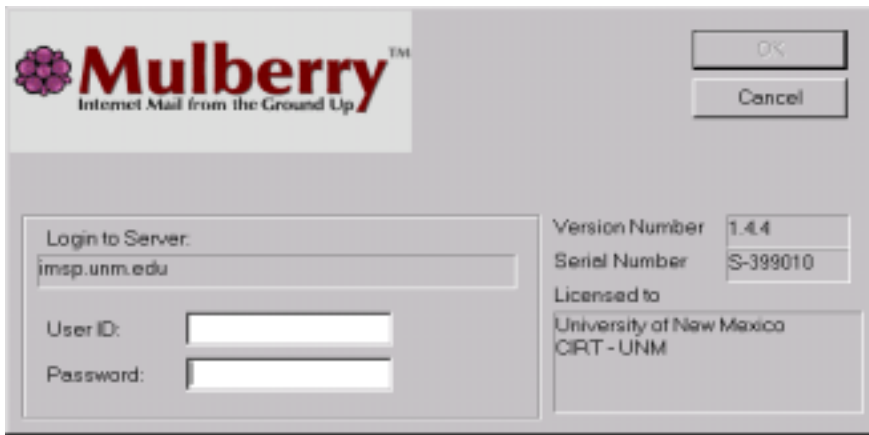 Mulberry™
Internet Mail from the Ground Up
OK
Cancel
Login to Server:
imsp.unm.edu
User ID:
Password:
Version Number 1.4.4
Serial Number S-399010
Licensed to
University of New Mexico
CIRT - UNM